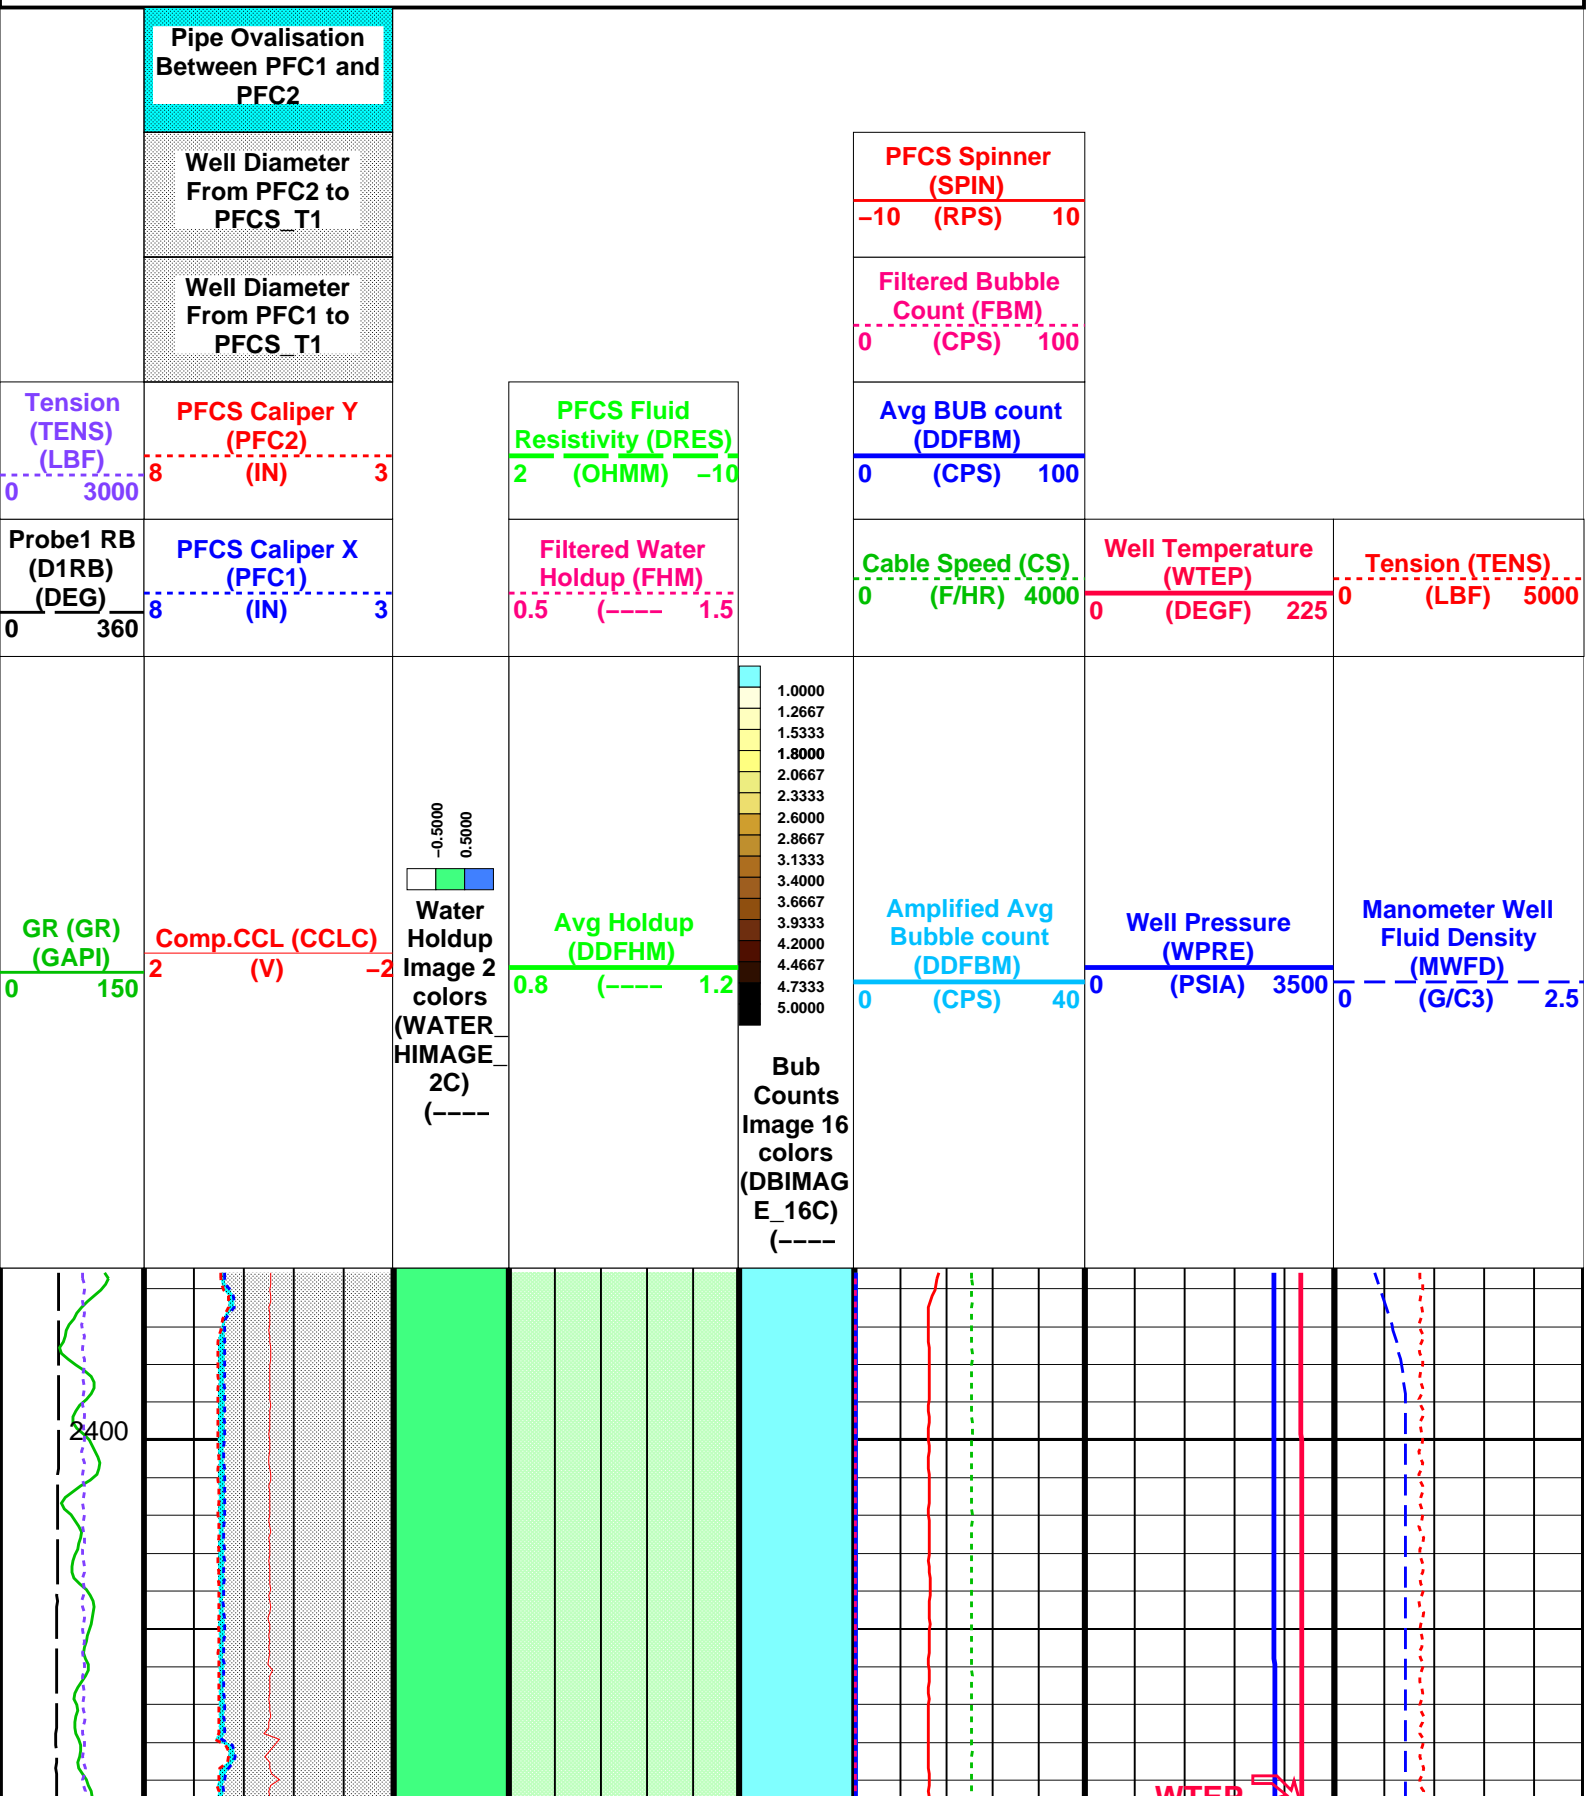 Pipe Ovalisation
Between PFC1 and
PFC2
Well Diameter
From PFC2 to
PFCS_T1
Well Diameter
From PFC1 to
PFCS_T1
PFCS Spinner
(SPIN)
−10 (RPS) 10
Filtered Bubble
Count (FBM)
0 (CPS) 100
Tension
(TENS)
(LBF)
0 3000
PFCS Caliper Y
(PFC2)
8 (IN) 3
PFCS Fluid
Resistivity (DRES)
2 (OHMM) −10
Avg BUB count
(DDFBM)
0 (CPS) 100
Probe1 RB
(D1RB)
(DEG)
0 360
PFCS Caliper X
(PFC1)
8 (IN) 3
Filtered Water
Holdup (FHM)
0.5 (−−−− 1.5
Cable Speed (CS)
0 (F/HR) 4000
Well Temperature
(WTEP)
0 (DEGF) 225
Tension (TENS)
0 (LBF) 5000
GR (GR)
(GAPI)
0 150
Comp.CCL (CCLC)
2 (V) −2
−0.5000
0.5000
Water
Holdup
Image 2
colors
(WATER_
HIMAGE_
2C)
(−−−−
Avg Holdup
(DDFHM)
0.8 (−−−− 1.2
1.0000
1.2667
1.5333
1.8000
2.0667
2.3333
2.6000
2.8667
3.1333
3.4000
3.6667
3.9333
4.2000
4.4667
4.7333
5.0000
Bub
Counts
Image 16
colors
(DBIMAG
E_16C)
(−−−−
Amplified Avg
Bubble count
(DDFBM)
0 (CPS) 40
Well Pressure
(WPRE)
0 (PSIA) 3500
Manometer Well
Fluid Density
(MWFD)
0 (G/C3) 2.5
2400
WTEP